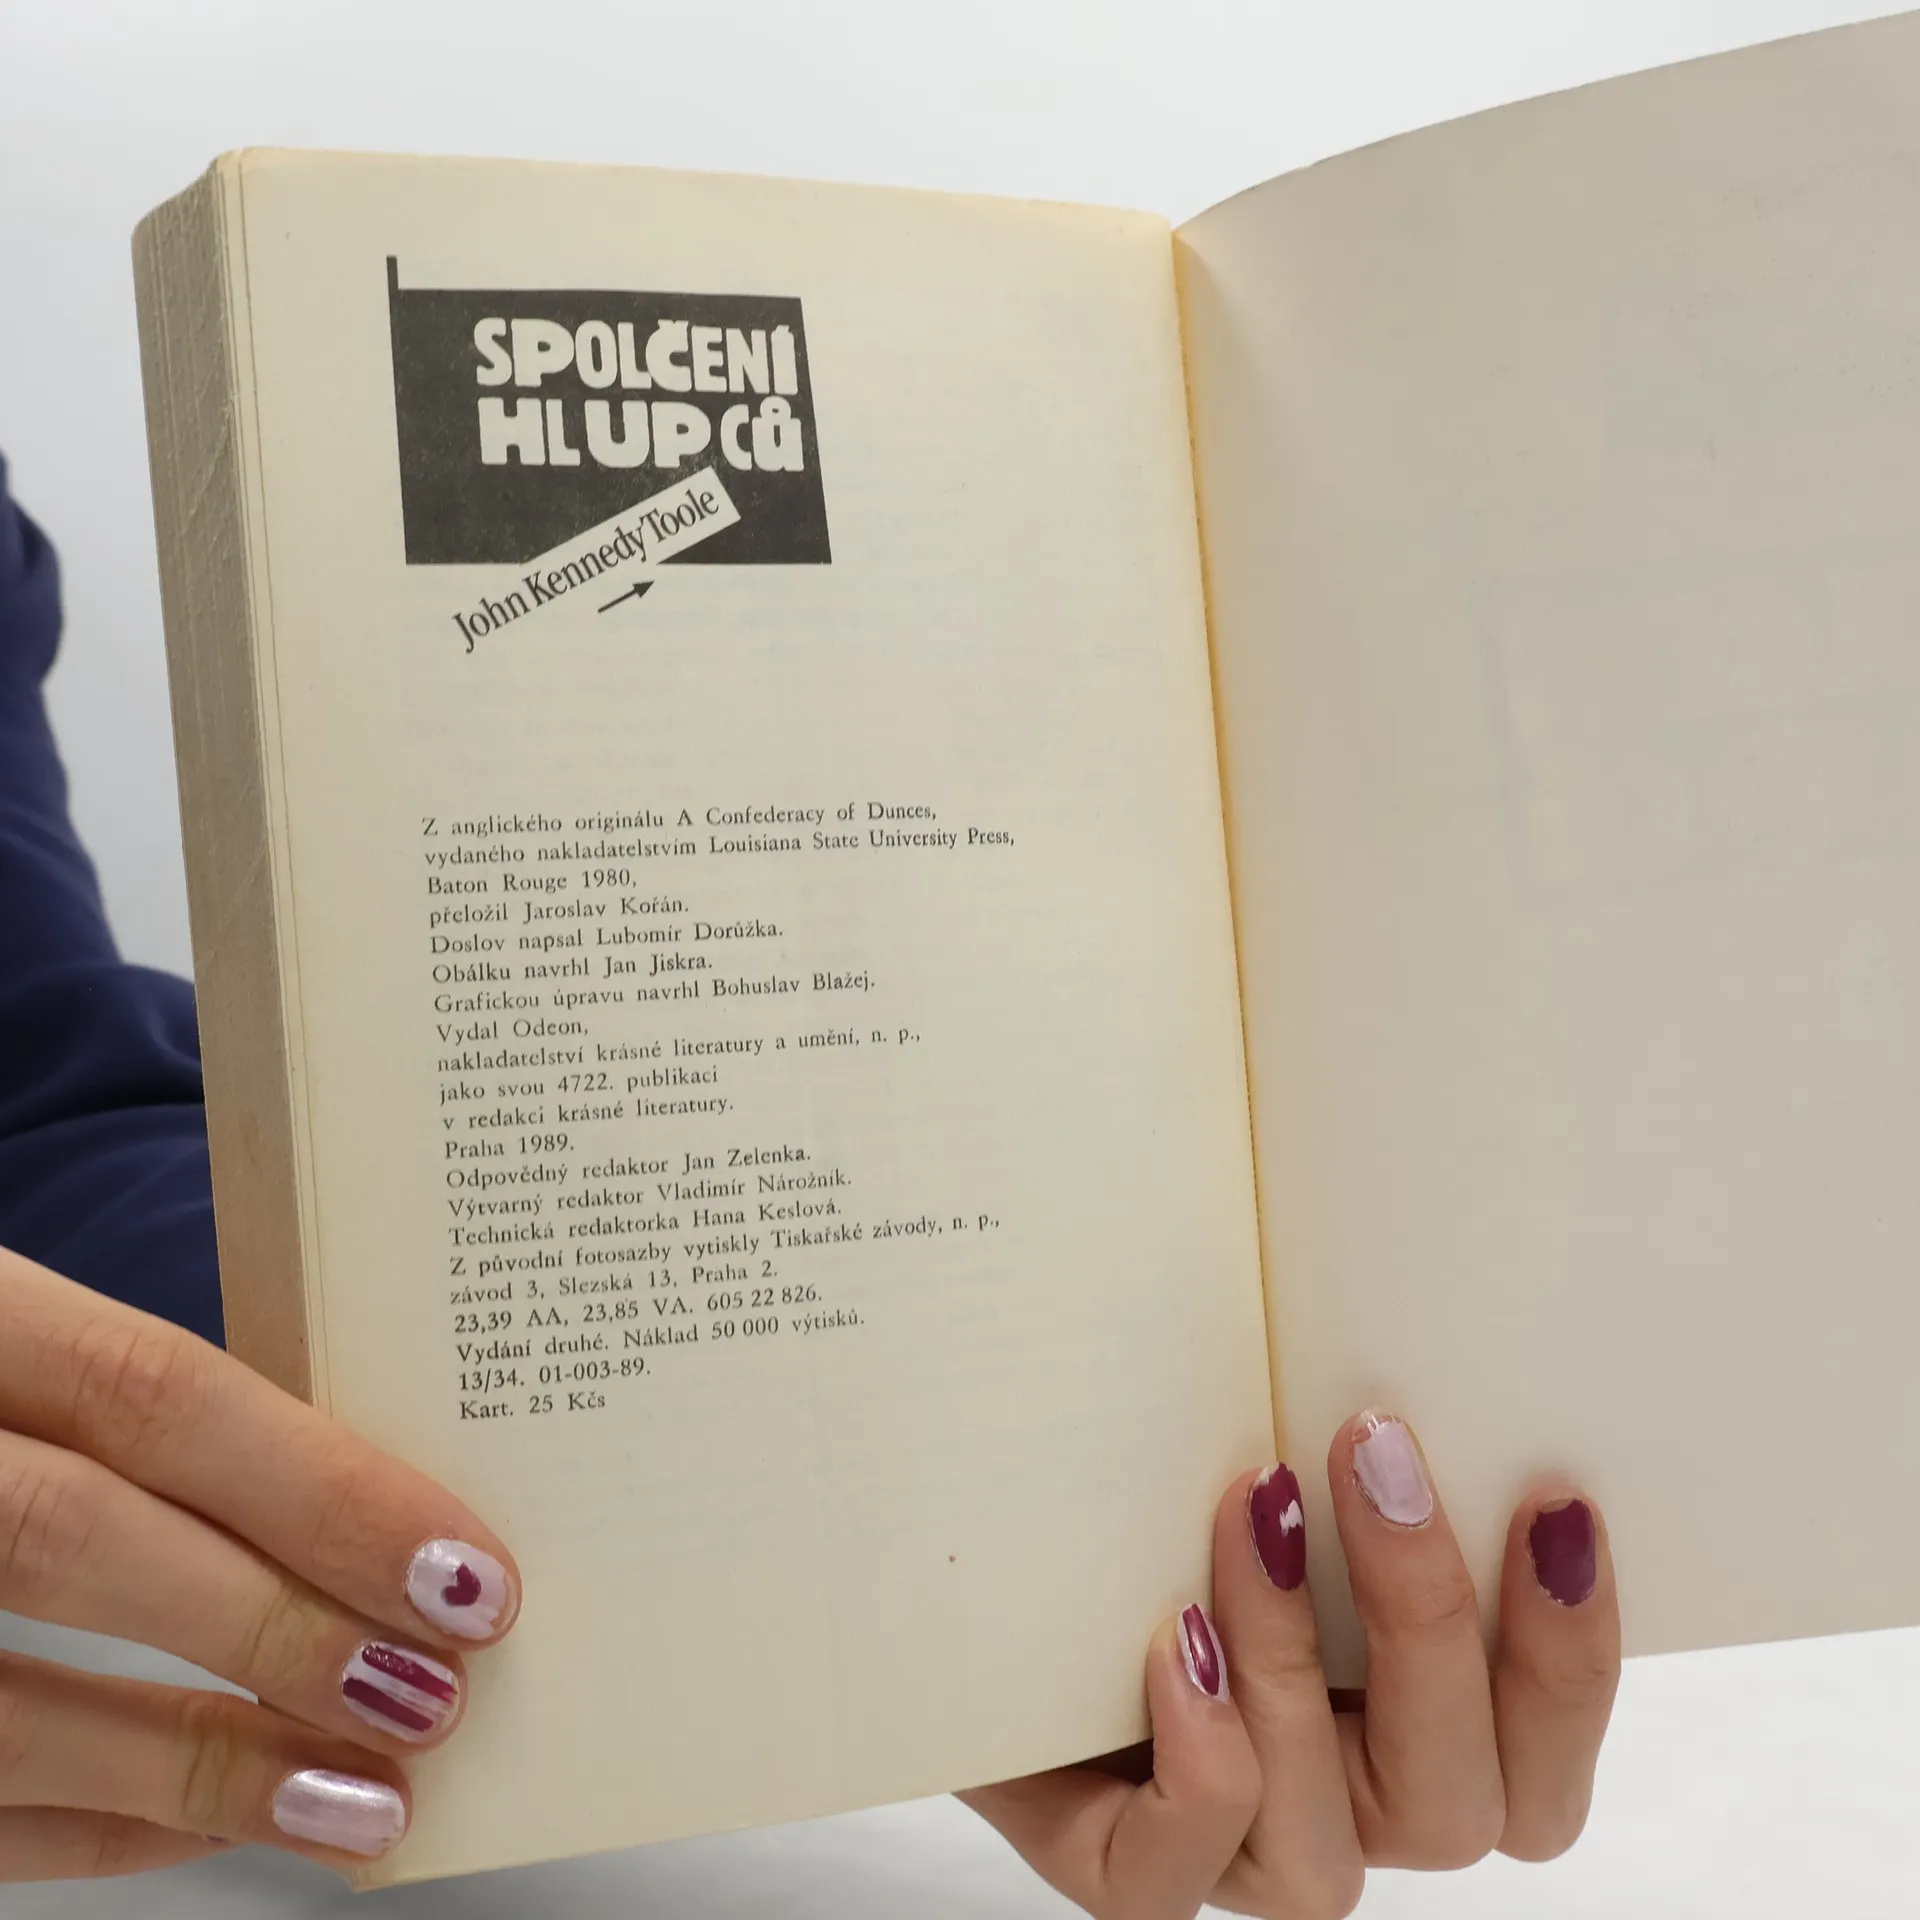 SPOLČENÍ
HLUPCŮ
John Kennedy Toole
Z anglického originálu A Confederacy of Dunces,
vydaného nakladatelstvím Louisiana State University Press,
Baton Rouge 1980,
přeložil Jaroslav Kořán.
Doslov napsal Lubomír Dorůžka.
Obálku navrhl Jan Jiskra.
Grafickou úpravu navrhl Bohuslav Blažej.
Vydal Odeon,
nakladatelství krásné literatury a umění, n. p.,
jako svou 4722. publikaci
v redakci krásné literatury.
Praha 1989.
Odpovědný redaktor Jan Zelenka.
Výtvarný redaktor Vladimír Nárožník.
Technická redaktorka Hana Keslová.
Z původní fotosazby vytiskly Tiskařské závody, n. p.,
závod 3, Slezská 13, Praha 2.
23,39 AA, 23,85 VA. 605 22 826.
Vydání druhé. Náklad 50 000 výtisků.
13/34. 01-003-89.
Kart. 25 Kčs